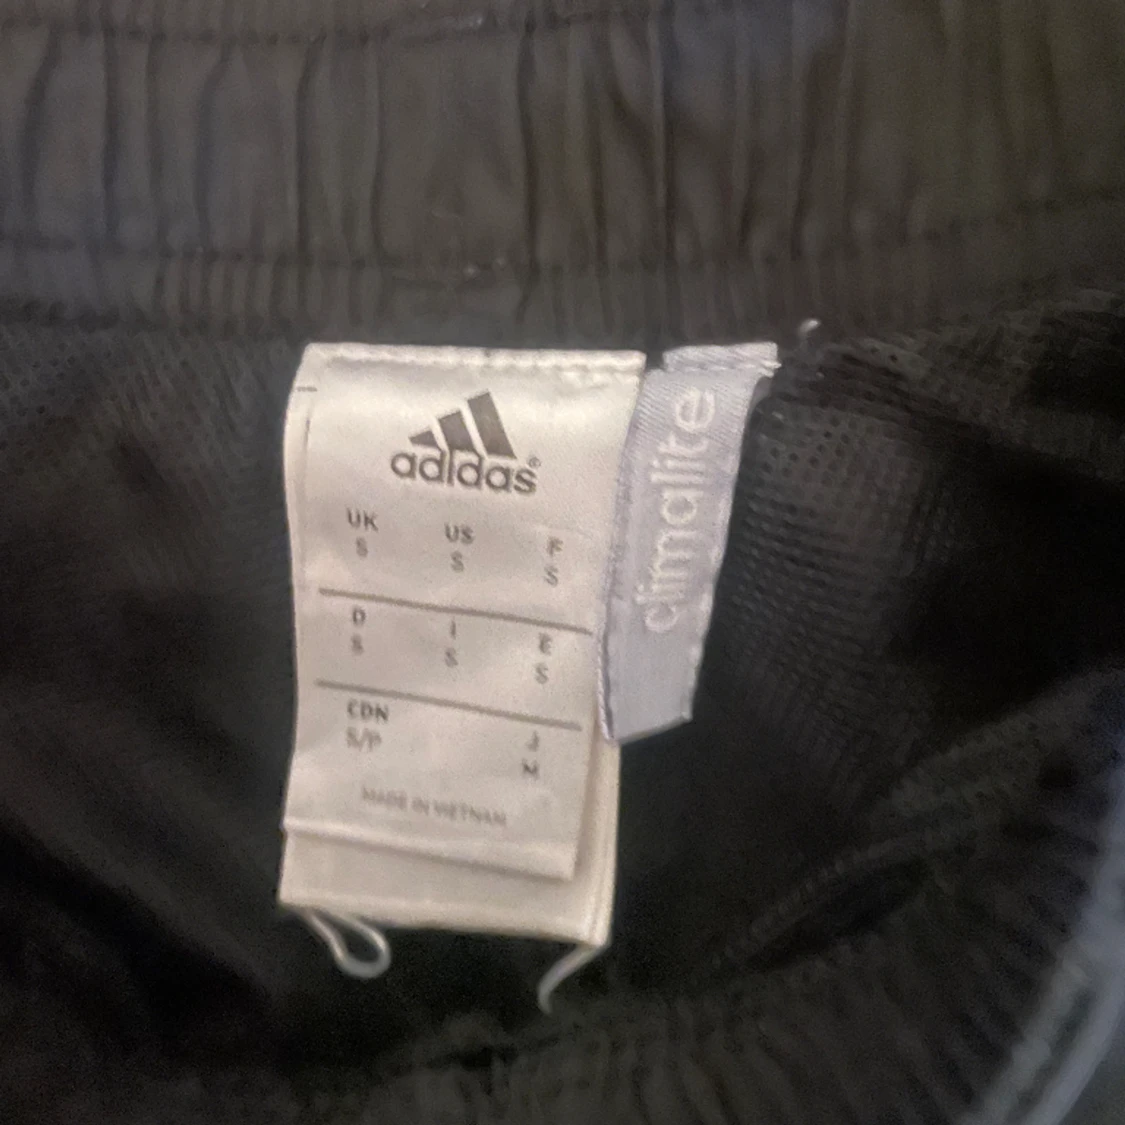 adidas®
UK US F
S S S
D I E
S S S
CDN J
S/P M
MADE IN VIETNAM
climalite